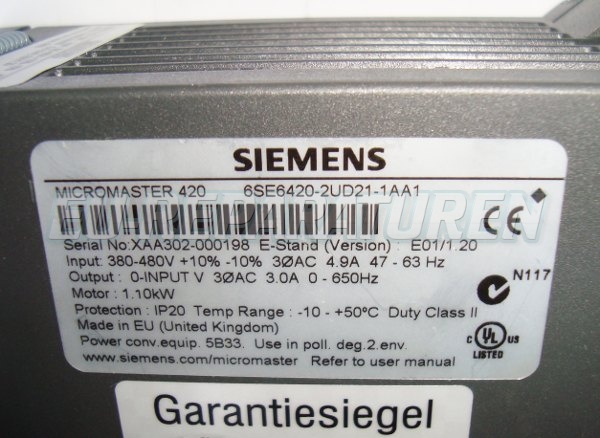 SIEMENS
MICROMASTER 420 6SE6420-2UD21-1AA1
Serial No:XAA302-000198 E-Stand (Version) : E01/1.20
Input: 380-480V +10% -10% 3ØAC 4.9A 47 - 63 Hz
Output : 0-INPUT V 3ØAC 3.0A 0 - 650Hz
N117
Motor : 1.10kW
Protection : IP20 Temp Range : -10 - +50°C Duty Class II
Made in EU (United Kingdom)
Power conv.equip. 5B33. Use in poll. deg.2.env.
www.siemens.com/micromaster Refer to user manual
CE
C UL US
LISTED
Garantiesiegel